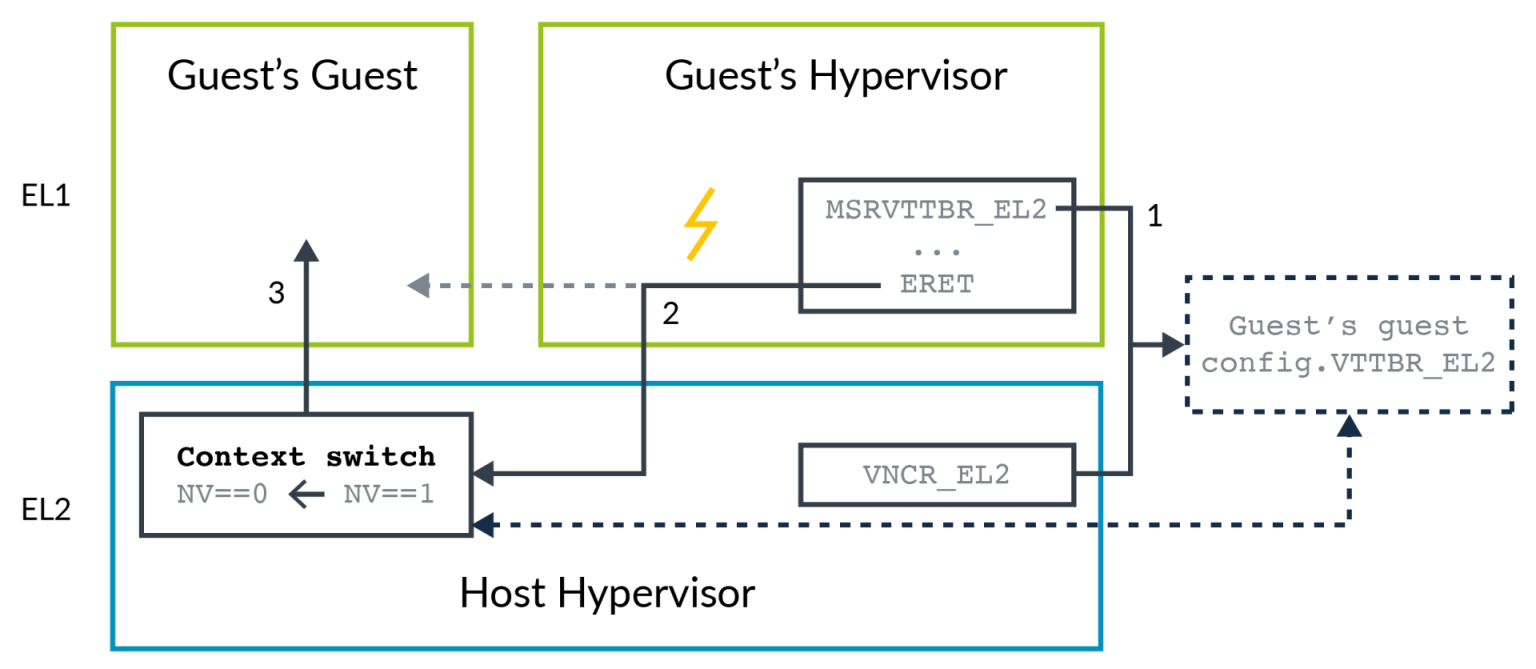 Guest’s Guest
Guest’s Hypervisor
EL1
MSRVTTBR_EL2
...
ERET
1
2
3
Guest’s guest
config.VTTBR_EL2
Context switch
NV==0 ← NV==1
VNCR_EL2
EL2
Host Hypervisor